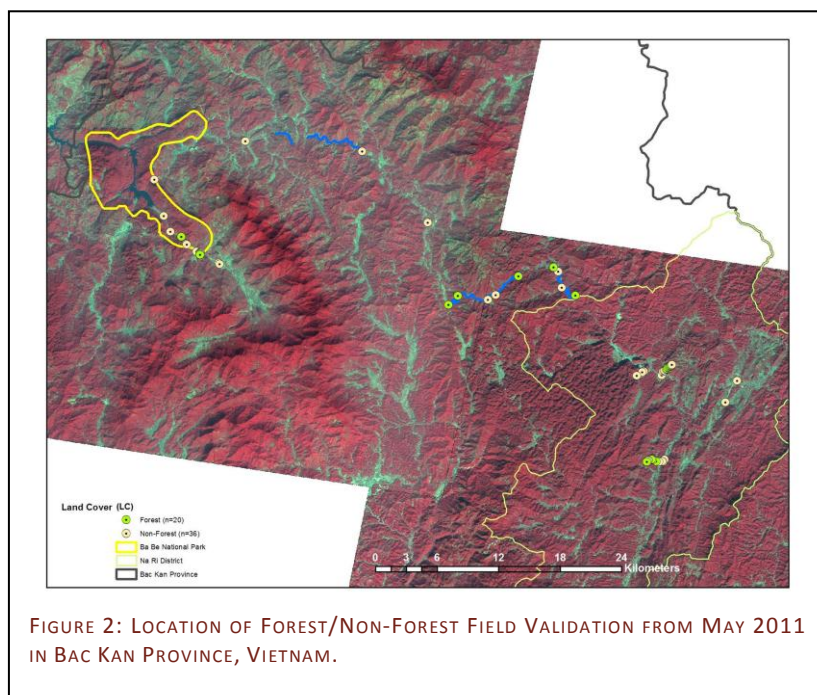 Land Cover (LC)
Forest (n=20)
Non-Forest (n=36)
Ba Be National Park
Na Ri District
Bac Kan Province
0 3 6 12 18 24
Kilometers
FIGURE 2: LOCATION OF FOREST/NON-FOREST FIELD VALIDATION FROM MAY 2011
IN BAC KAN PROVINCE, VIETNAM.